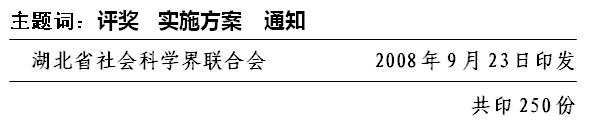 主题词：评奖　实施方案　通知
湖北省社会科学界联合会　2008年9月23日印发
共印250份